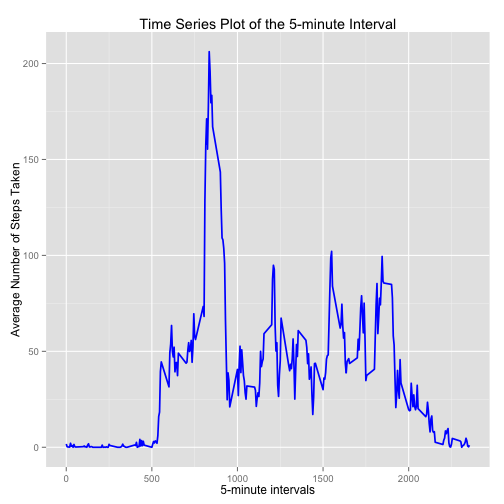 Time Series Plot of the 5-minute Interval
Average Number of Steps Taken
200
150
100
50
0
0 500 1000 1500 2000
5-minute intervals